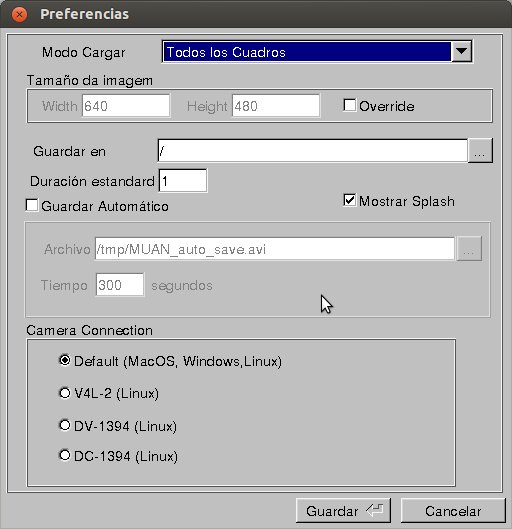 Preferencias
Modo Cargar Todos los Cuadros
Tamaño da imagem
Width 640 Height 480 Override
Guardar en / ...
Duración estandard 1
Guardar Automático Mostrar Splash
Archivo /tmp/MUAN_auto_save.avi ...
Tiempo 300 segundos
Camera Connection
Default (MacOS, Windows,Linux)
V4L-2 (Linux)
DV-1394 (Linux)
DC-1394 (Linux)
Guardar Cancelar